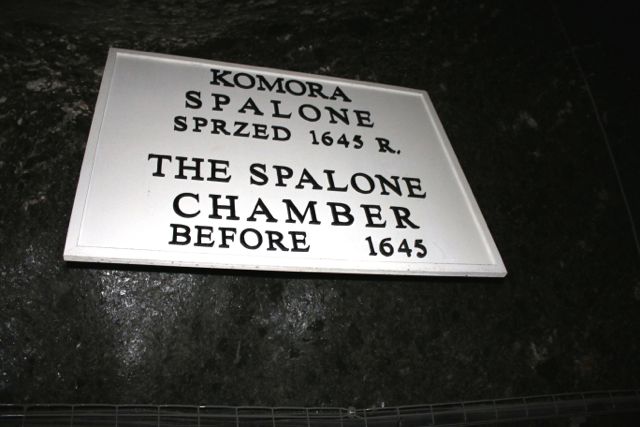 KOMORA
SPALONE
SPRZED 1645 R.
THE SPALONE
CHAMBER
BEFORE 1645